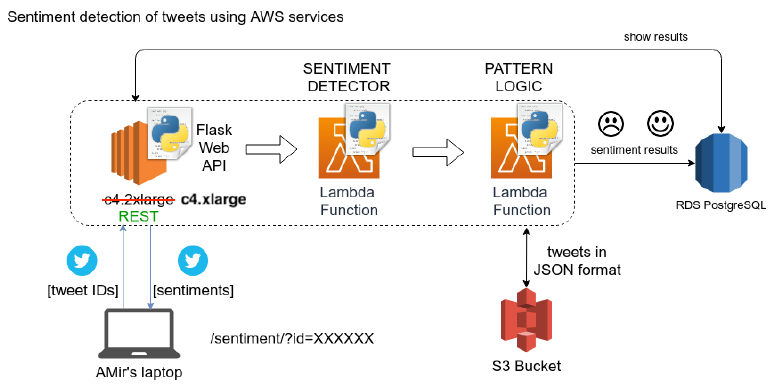 Sentiment detection of tweets using AWS services
show results
SENTIMENT
DETECTOR
PATTERN
LOGIC
Flask
Web
API
c4.2xlarge c4.xlarge
REST
Lambda
Function
Lambda
Function
sentiment results
RDS PostgreSQL
[tweet IDs]
[sentiments]
tweets in
JSON format
/sentiment/?id=XXXXXX
AMir's laptop
S3 Bucket